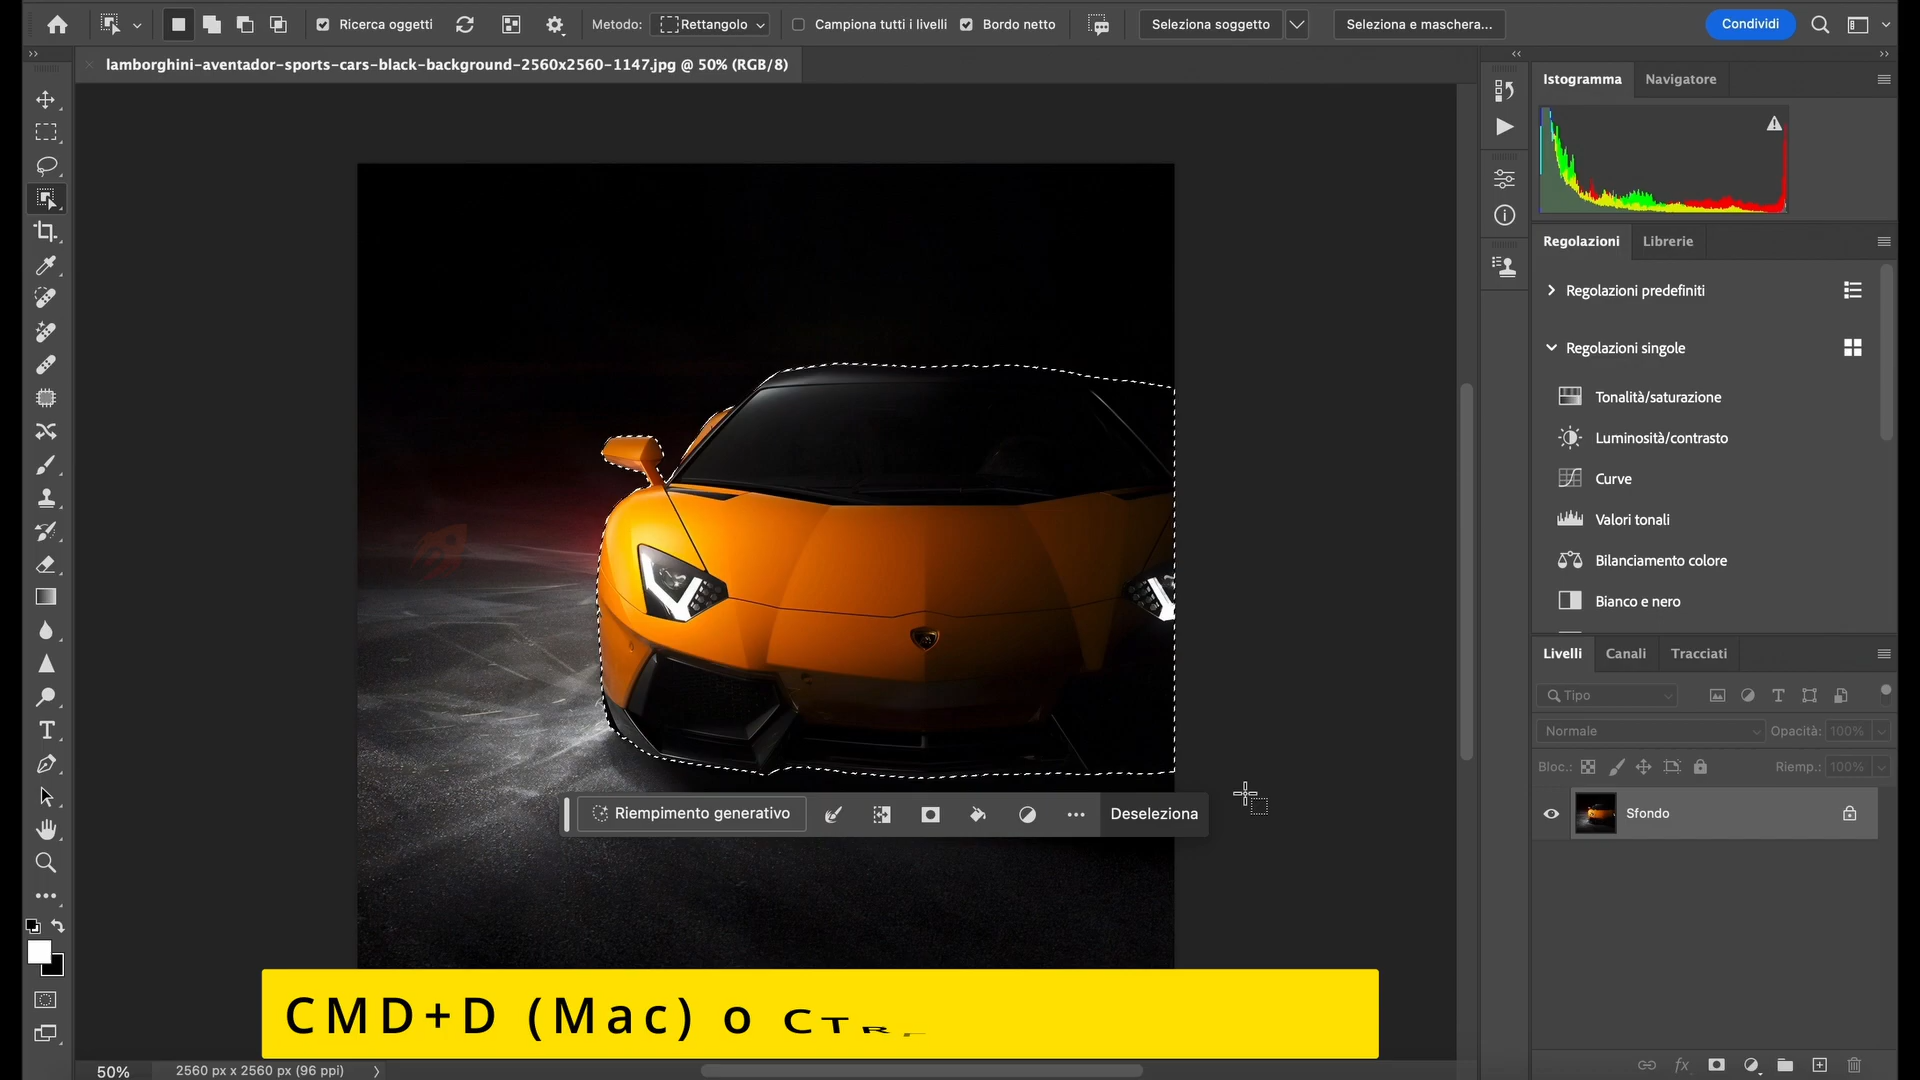 Ricerca oggetti
Metodo:
Rettangolo
Campiona tutti i livelli
Bordo netto
Seleziona soggetto
Seleziona e maschera...
Condividi
lamborghini-aventador-sports-cars-black-background-2560x2560-1147.jpg @ 50% (RGB/8)
Istogramma
Navigatore
Regolazioni
Librerie
Regolazioni predefiniti
Regolazioni singole
Tonalità/saturazione
Luminosità/contrasto
Curve
Valori tonali
Bilanciamento colore
Bianco e nero
Livelli
Canali
Tracciati
Tipo
Normale
Opacità:
100%
Bloc.:
Riemp.:
100%
Sfondo
Riempimento generativo
Deseleziona
CMD+D (Mac) o CTR
50%
2560 px x 2560 px (96 ppi)